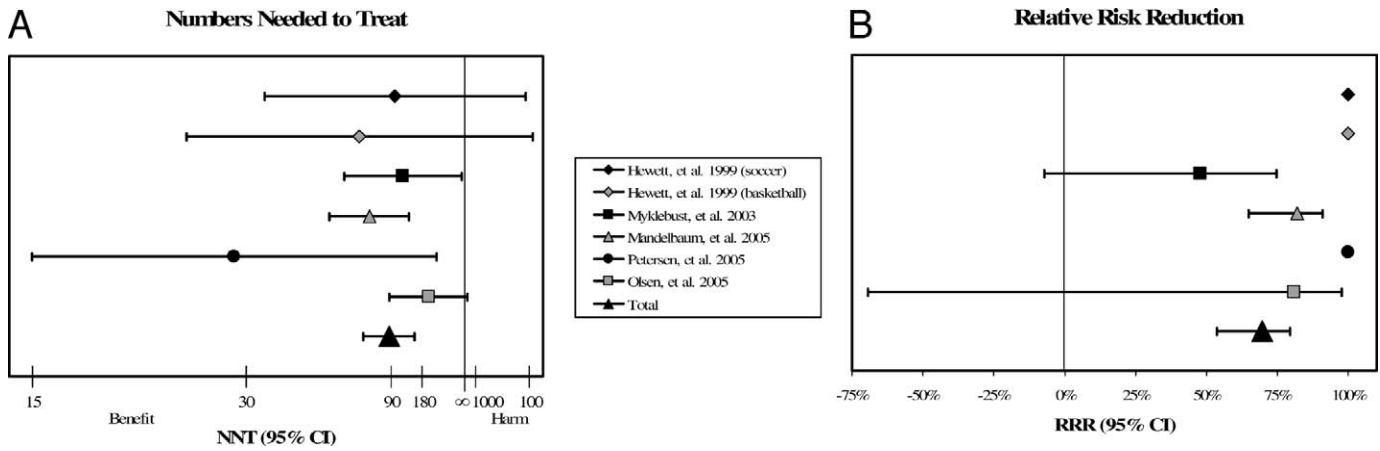 A
Numbers Needed to Treat
15
30
90
180
∞
1000
100
Benefit
Harm
NNT (95% CI)
Hewett, et al. 1999 (soccer)
Hewett, et al. 1999 (basketball)
Myklebust, et al. 2003
Mandelbaum, et al. 2005
Petersen, et al. 2005
Olsen, et al. 2005
Total
B
Relative Risk Reduction
-75%
-50%
-25%
0%
25%
50%
75%
100%
RRR (95% CI)